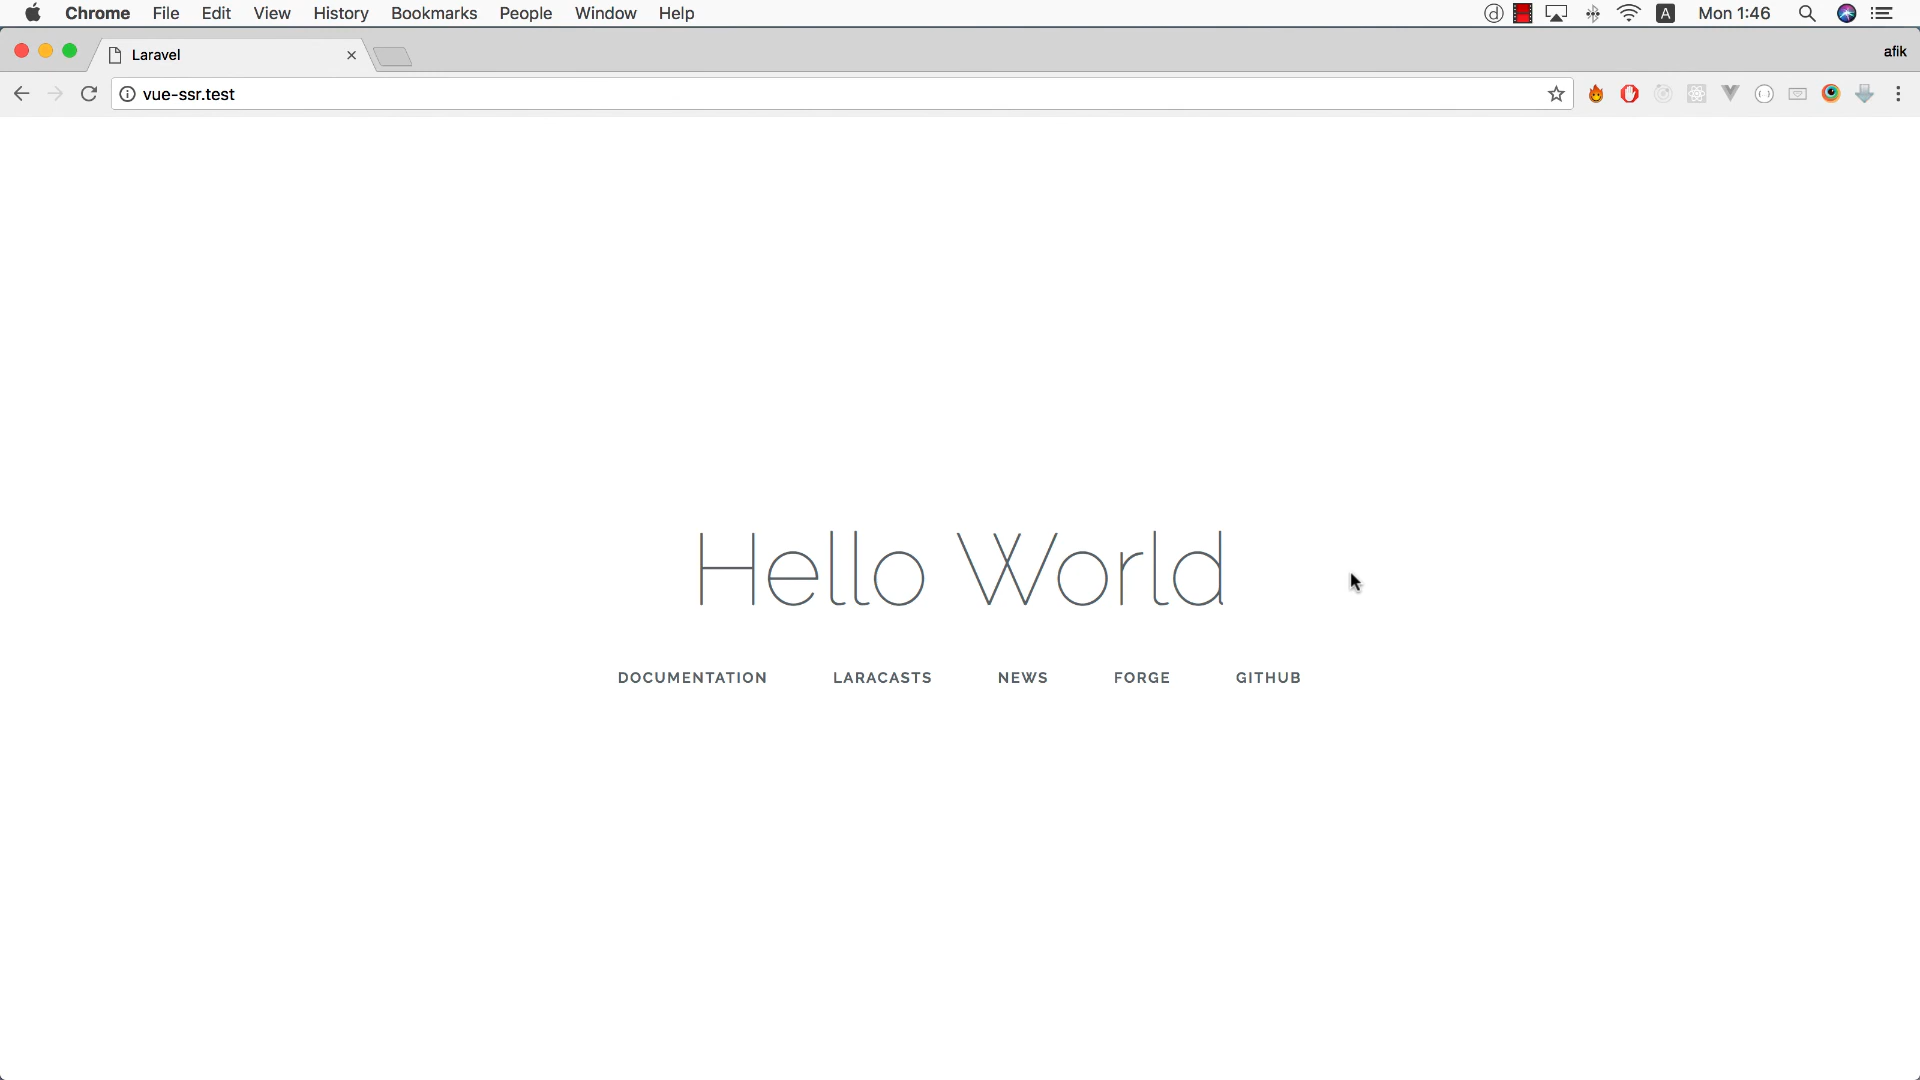 Chrome File Edit View History Bookmarks People Window Help
A Mon 1:46
Laravel
afik
vue-ssr.test
Hello World
DOCUMENTATION LARACASTS NEWS FORGE GITHUB